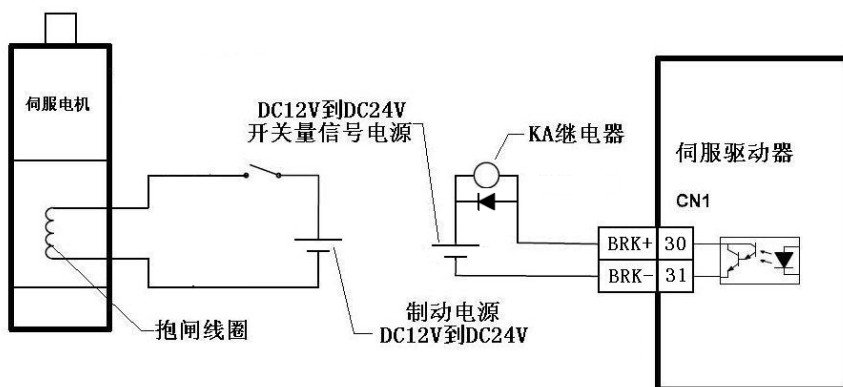 伺服电机
DC12V到DC24V
开关量信号电源
KA继电器
伺服驱动器
CN1
BRK+ 30
BRK- 31
抱闸线圈
制动电源
DC12V到DC24V